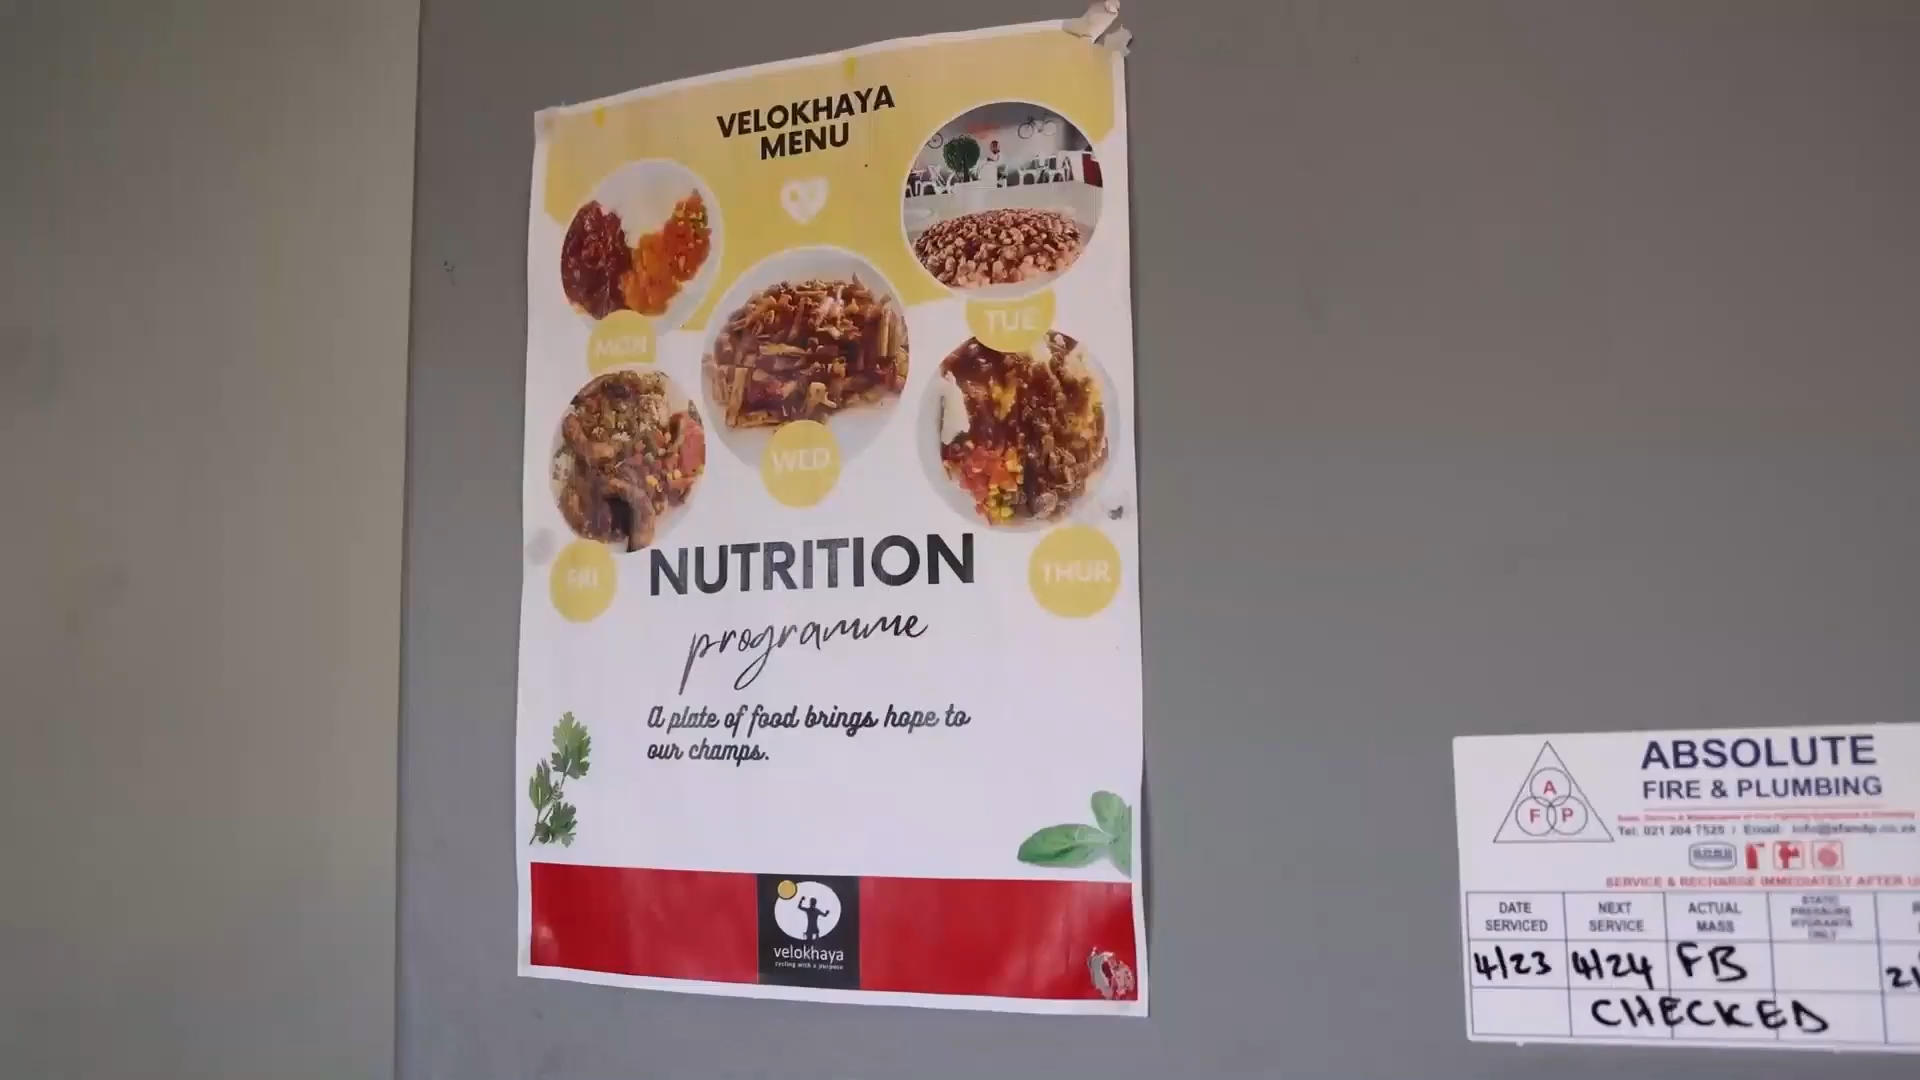 VELOKHAYA
MENU
MON
TUE
WED
FRI
THUR
NUTRITION
programme
A plate of food brings hope to
our champs.
velokhaya
cycling with a purpose
ABSOLUTE
FIRE & PLUMBING
A
F P
Tel: 021 204 7525 / Email:
SERVICE & RECHARGE IMMEDIATELY AFTER
DATE
SERVICED
NEXT
SERVICE
ACTUAL
MASS
STATIC
PRESSURE
HYDRANTS
ONLY
4/23 4/24 FB
CHECKED